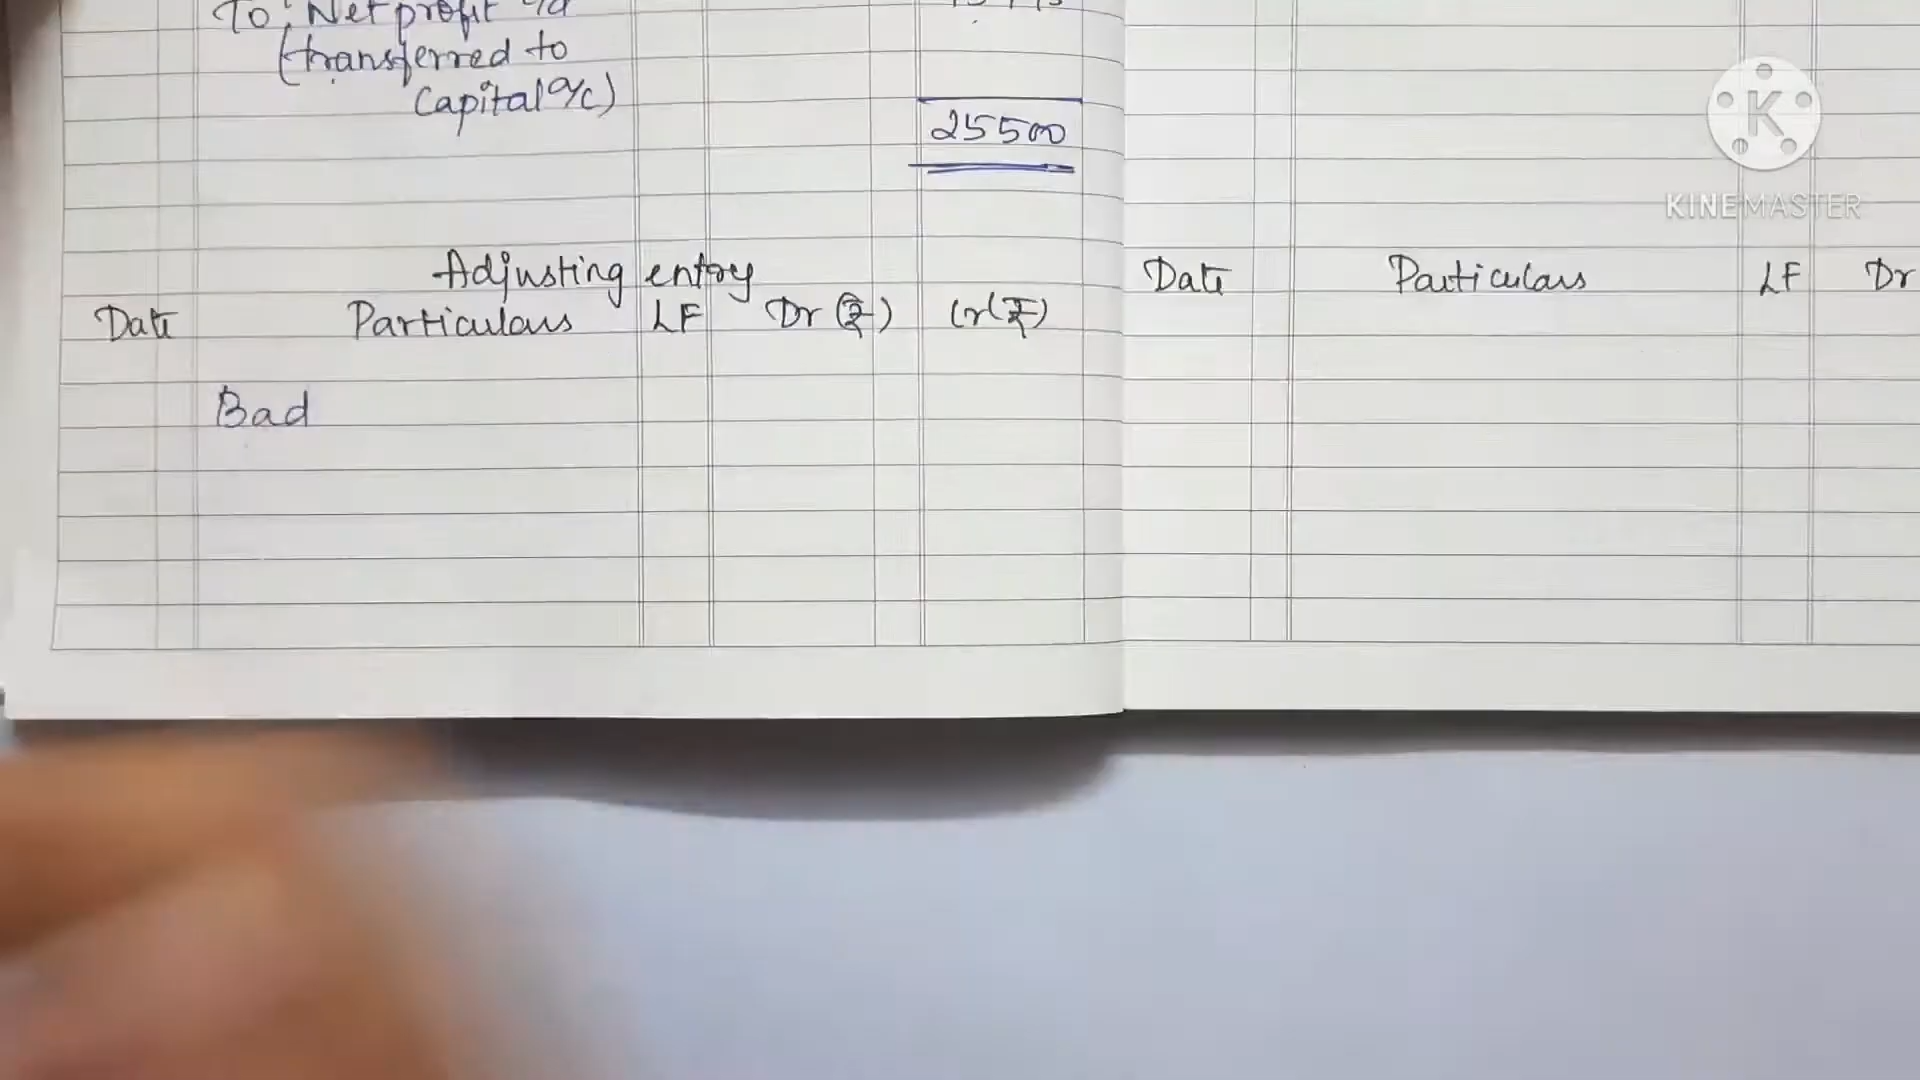 To: Net profit
(transferred to
Capital a/c)
25500
Adjusting entry
Date Particulars LF Dr (₹) Cr (₹)
Bad
Date Particulars LF Dr
K
KINEMASTER